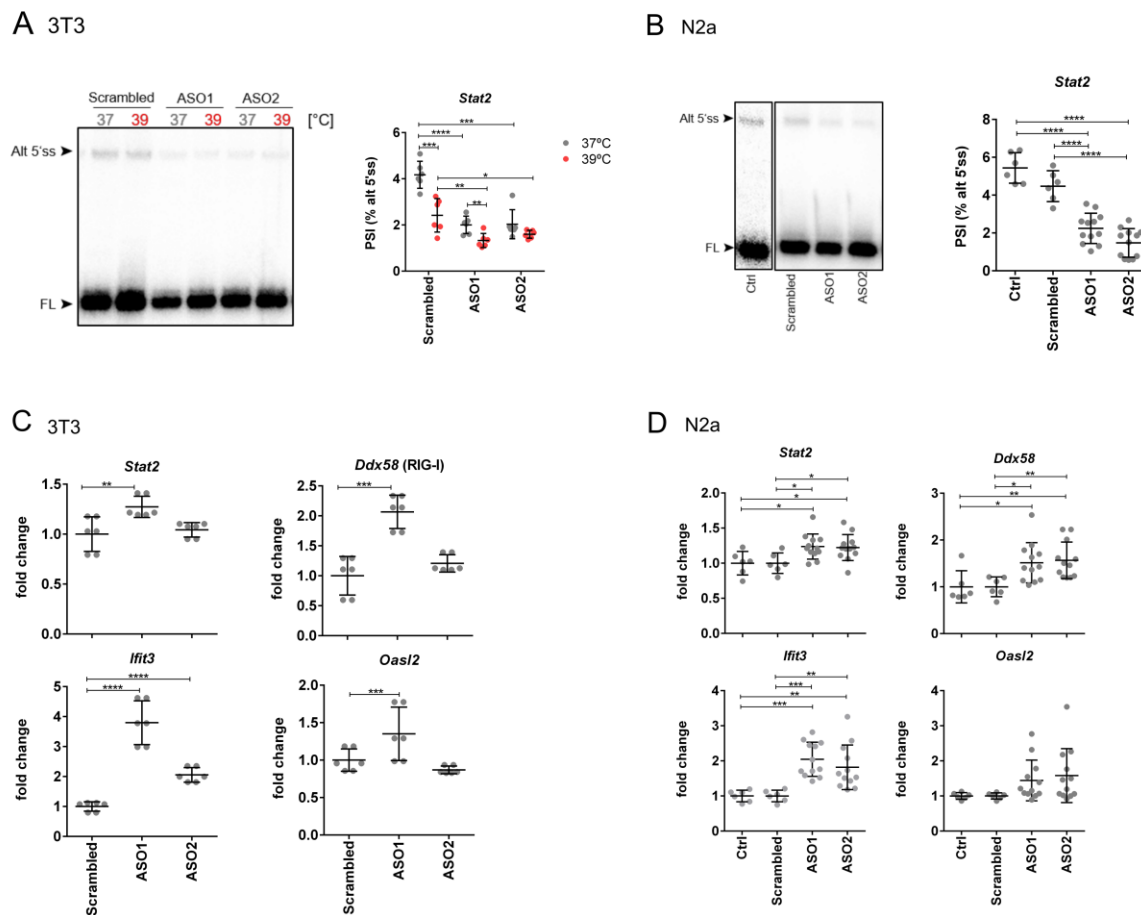 A 3T3
Scrambled ASO1 ASO2
37 39 37 39 37 39 [°C]
Alt 5'ss
FL
Stat2
*** 
****
***
*
**
**
PSI (% alt 5'ss)
6
4
2
0
Scrambled
ASO1
ASO2
37ºC
39ºC
B N2a
Alt 5'ss
FL
Ctrl
Scrambled
ASO1
ASO2
Stat2
****
****
****
****
PSI (% alt 5'ss)
8
6
4
2
0
Ctrl
Scrambled
ASO1
ASO2
C 3T3
Stat2
**
fold change
1.5
1.0
0.5
0.0
Ddx58 (RIG-I)
***
fold change
2.5
2.0
1.5
1.0
0.5
0.0
Ifit3
****
****
fold change
5
4
3
2
1
0
Scrambled
ASO1
ASO2
Oasl2
***
fold change
2.0
1.5
1.0
0.5
0.0
Scrambled
ASO1
ASO2
D N2a
Stat2
*
*
*
*
fold change
2.0
1.5
1.0
0.5
0.0
Ddx58
**
*
**
*
fold change
3
2
1
0
Ifit3
**
***
**
***
fold change
4
3
2
1
0
Ctrl
Scrambled
ASO1
ASO2
Oasl2
fold change
4
3
2
1
0
Ctrl
Scrambled
ASO1
ASO2